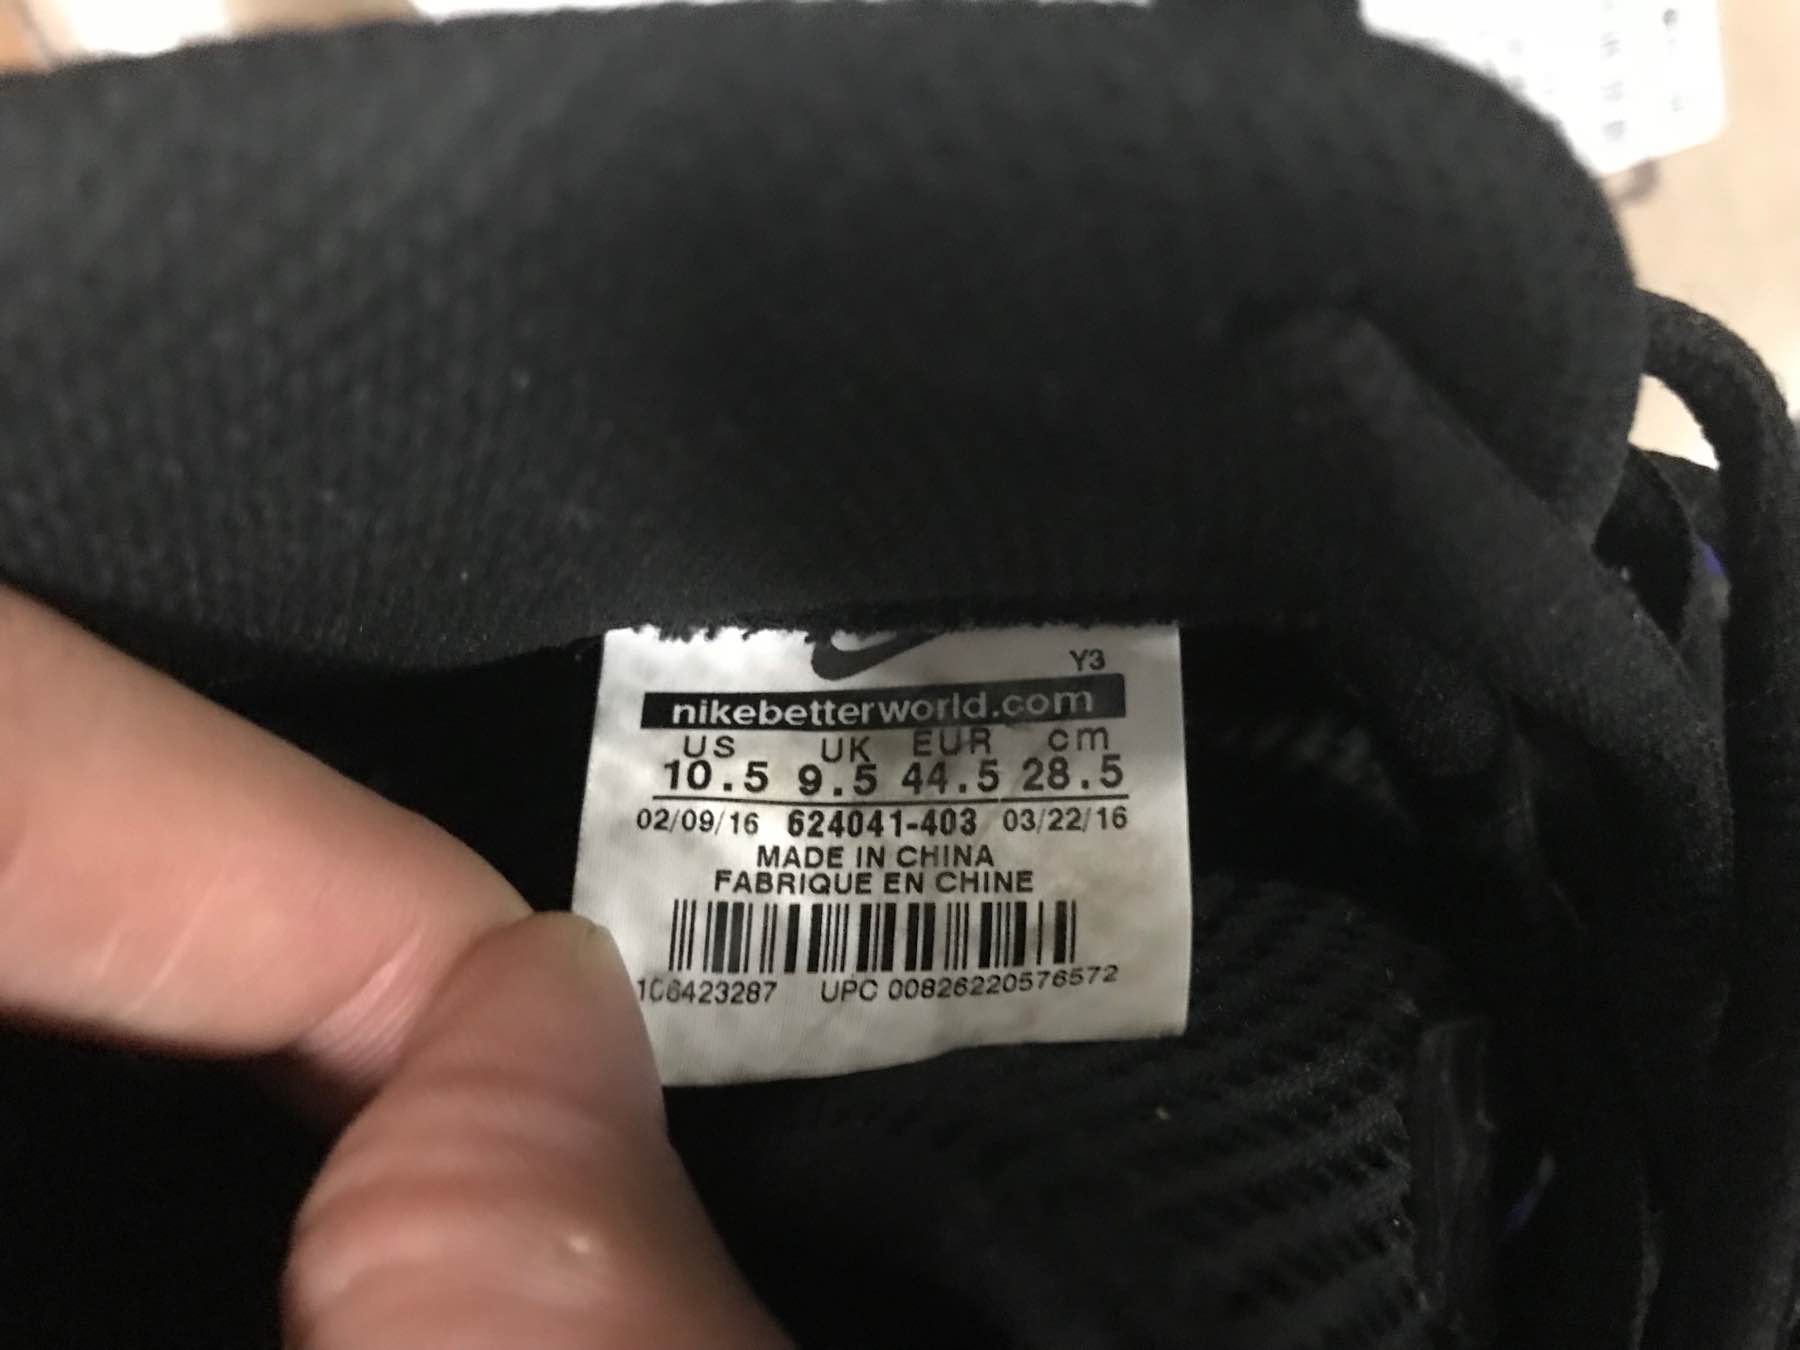 Y3
nikebetterworld.com
US UK EUR cm
10.5 9.5 44.5 28.5
02/09/16 624041-403 03/22/16
MADE IN CHINA
FABRIQUE EN CHINE
UPC 00826220576572